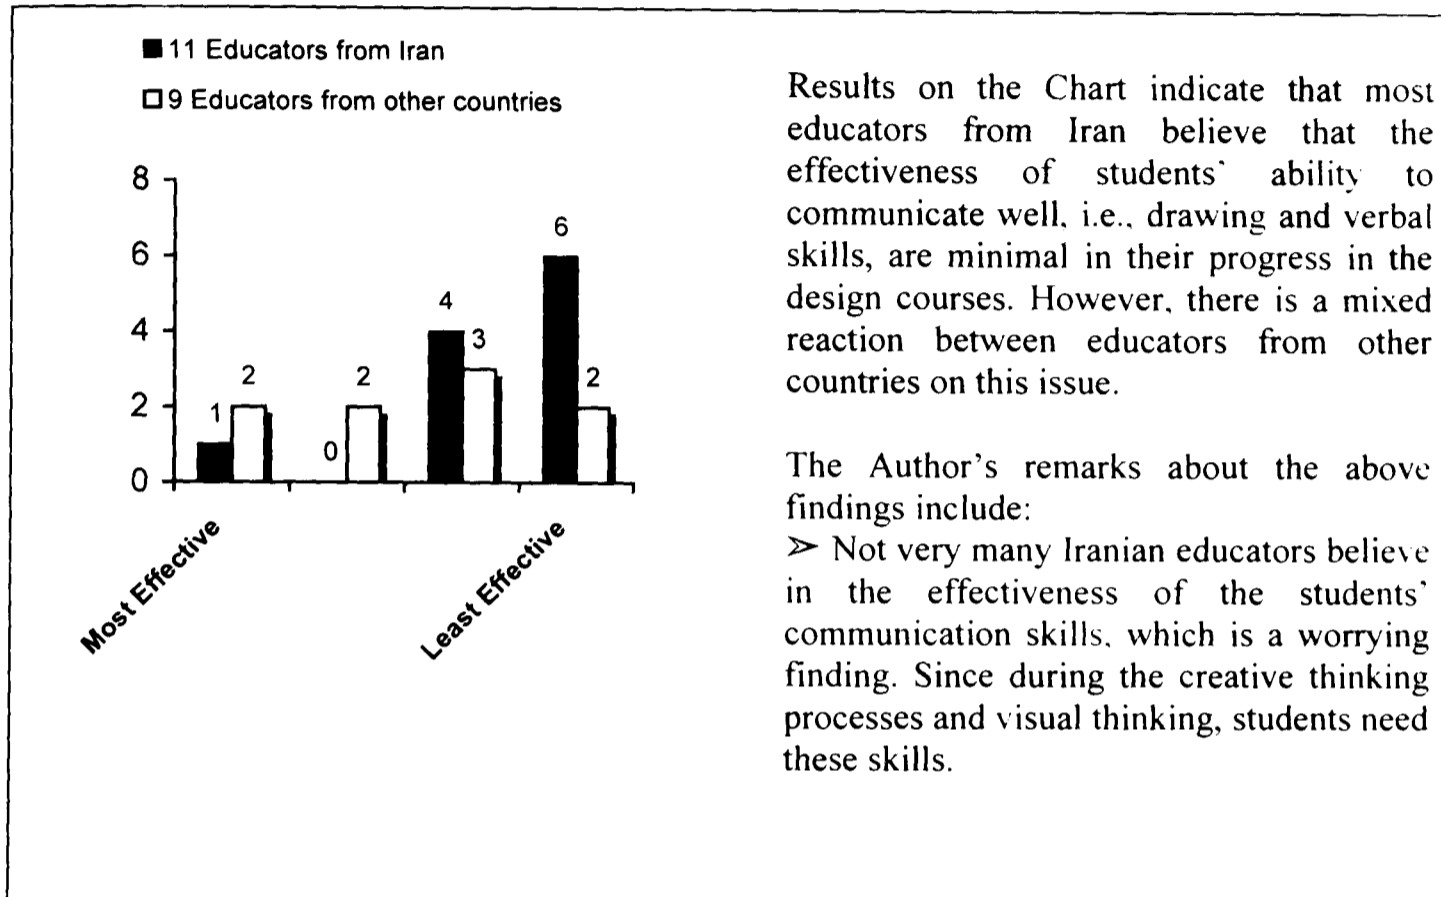 11 Educators from Iran
9 Educators from other countries
8
6
4
2
0
1
2
0
2
4
3
6
2
Most Effective
Least Effective
Results on the Chart indicate that most
educators from Iran believe that the
effectiveness of students' ability to
communicate well, i.e., drawing and verbal
skills, are minimal in their progress in the
design courses. However, there is a mixed
reaction between educators from other
countries on this issue.
The Author's remarks about the above
findings include:
➢ Not very many Iranian educators believe
in the effectiveness of the students'
communication skills, which is a worrying
finding. Since during the creative thinking
processes and visual thinking, students need
these skills.